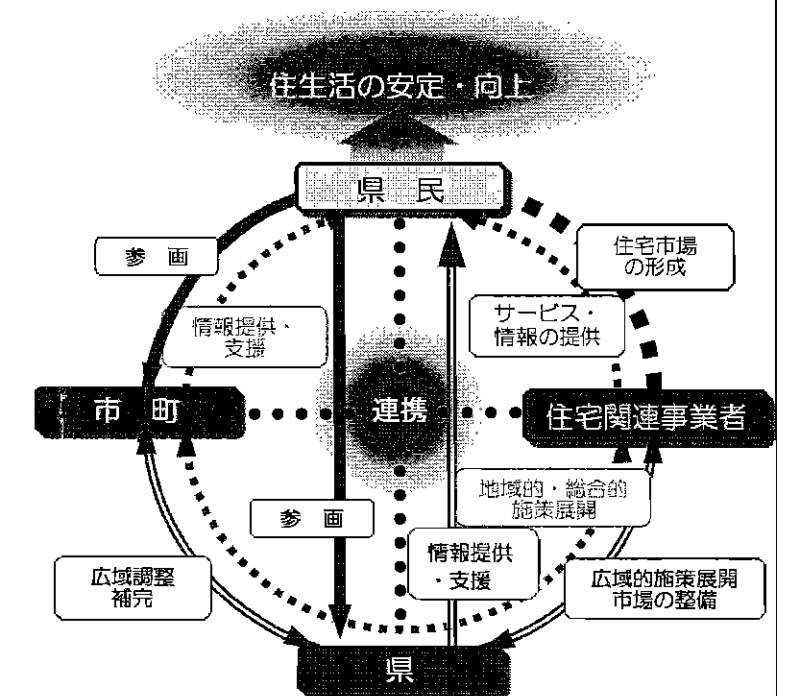 住生活の安定・向上
県 民
参 画
住宅市場
の形成
情報提供・
支援
サービス・
情報の提供
市 町
連携
住宅関連事業者
地域的・総合的
施策展開
参 画
情報提供
・支援
広域調整
補完
広域的施策展開
市場の整備
県